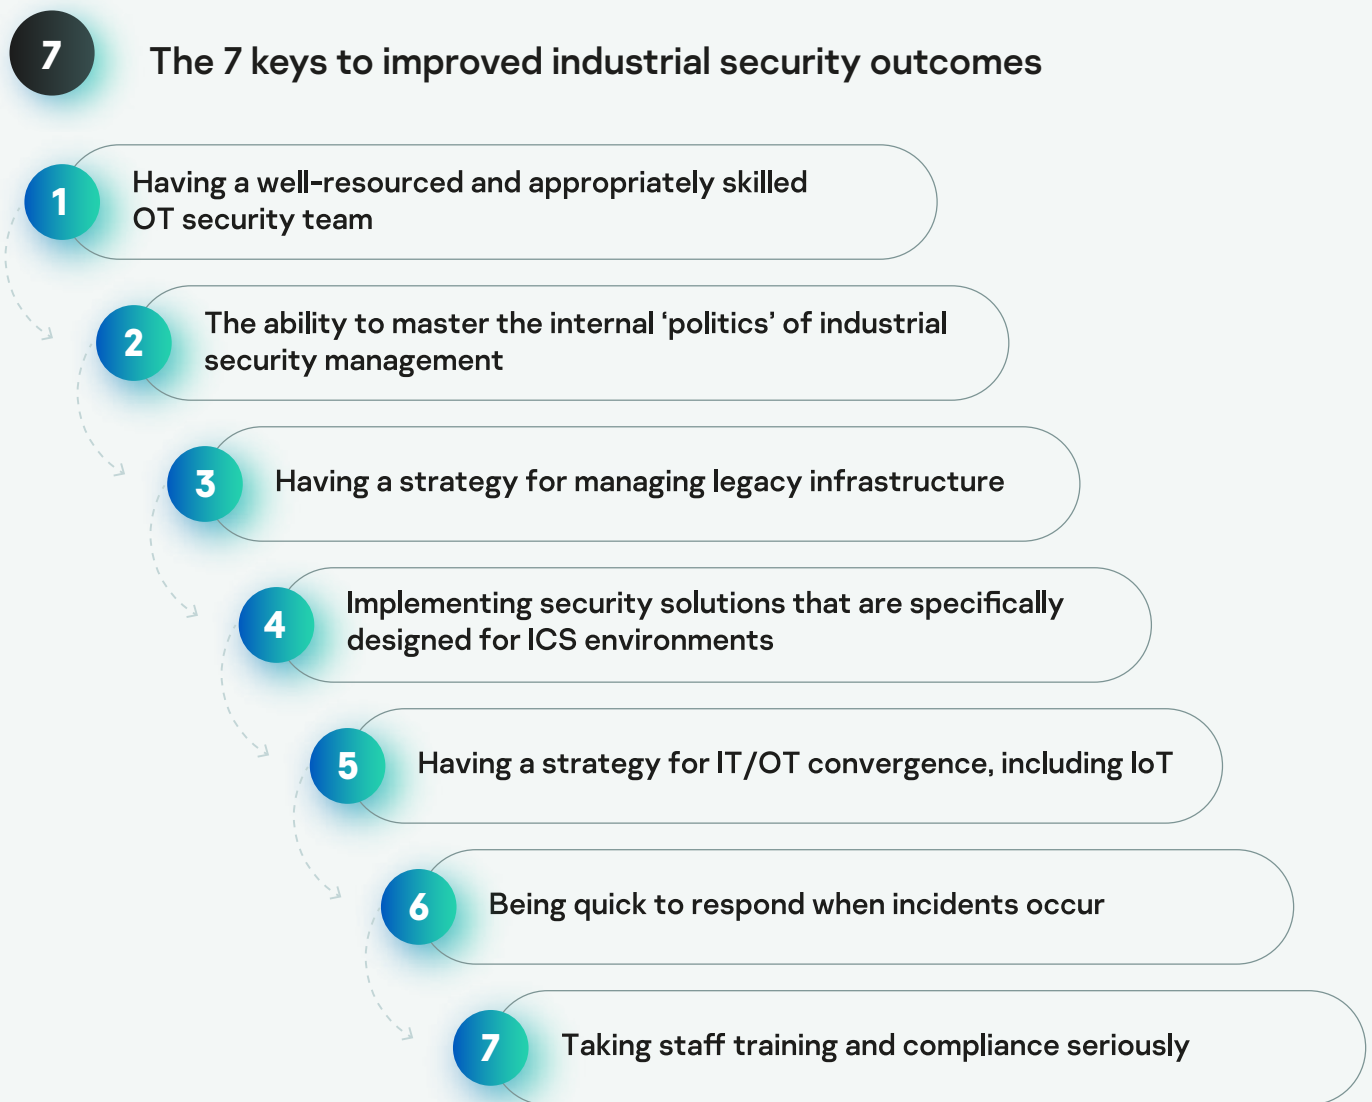 7
The 7 keys to improved industrial security outcomes
1
Having a well-resourced and appropriately skilled
OT security team
2
The ability to master the internal ‘politics’ of industrial
security management
3
Having a strategy for managing legacy infrastructure
4
Implementing security solutions that are specifically
designed for ICS environments
5
Having a strategy for IT/OT convergence, including IoT
6
Being quick to respond when incidents occur
7
Taking staff training and compliance seriously